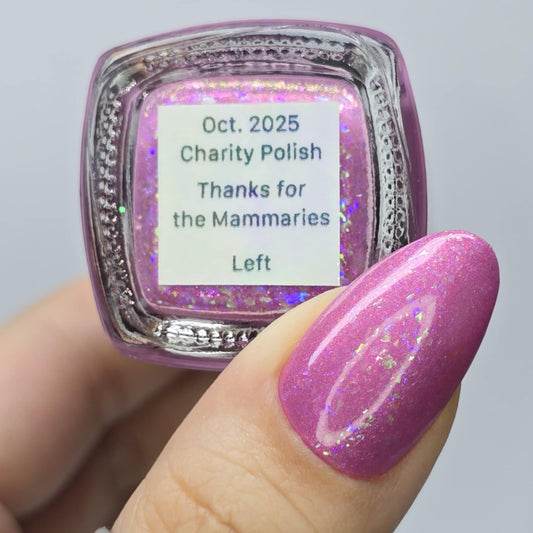 Oct. 2025
Charity Polish
Thanks for
the Mammaries
Left